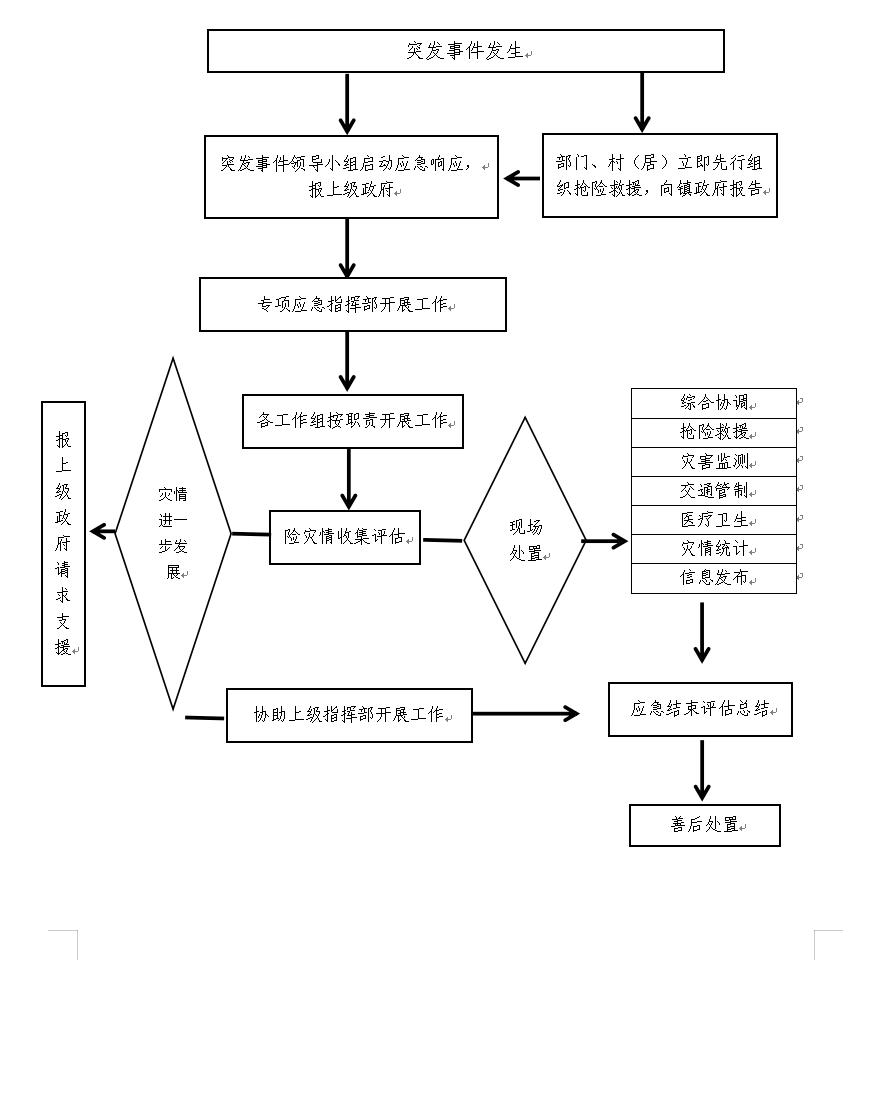 突发事件发生
突发事件领导小组启动应急响应，
报上级政府
部门、村（居）立即先行组
织抢险救援，向镇政府报告
专项应急指挥部开展工作
各工作组按职责开展工作
险灾情收集评估
灾情
进一
步发
展
报
上
级
政
府
请
求
支
援
现场
处置
综合协调
抢险救援
灾害监测
交通管制
医疗卫生
灾情统计
信息发布
协助上级指挥部开展工作
应急结束评估总结
善后处置